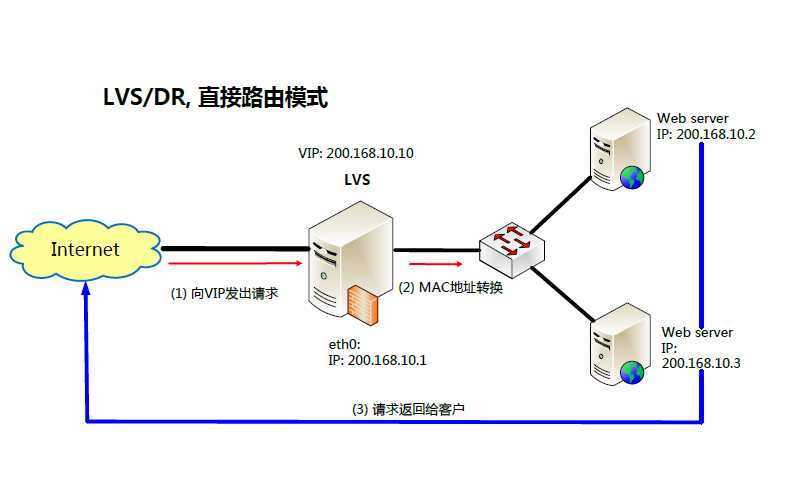 LVS/DR, 直接路由模式
Web server
IP: 200.168.10.2
VIP: 200.168.10.10
LVS
Internet
(1) 向VIP发出请求
(2) MAC地址转换
eth0:
IP: 200.168.10.1
Web server
IP:
200.168.10.3
(3) 请求返回给客户